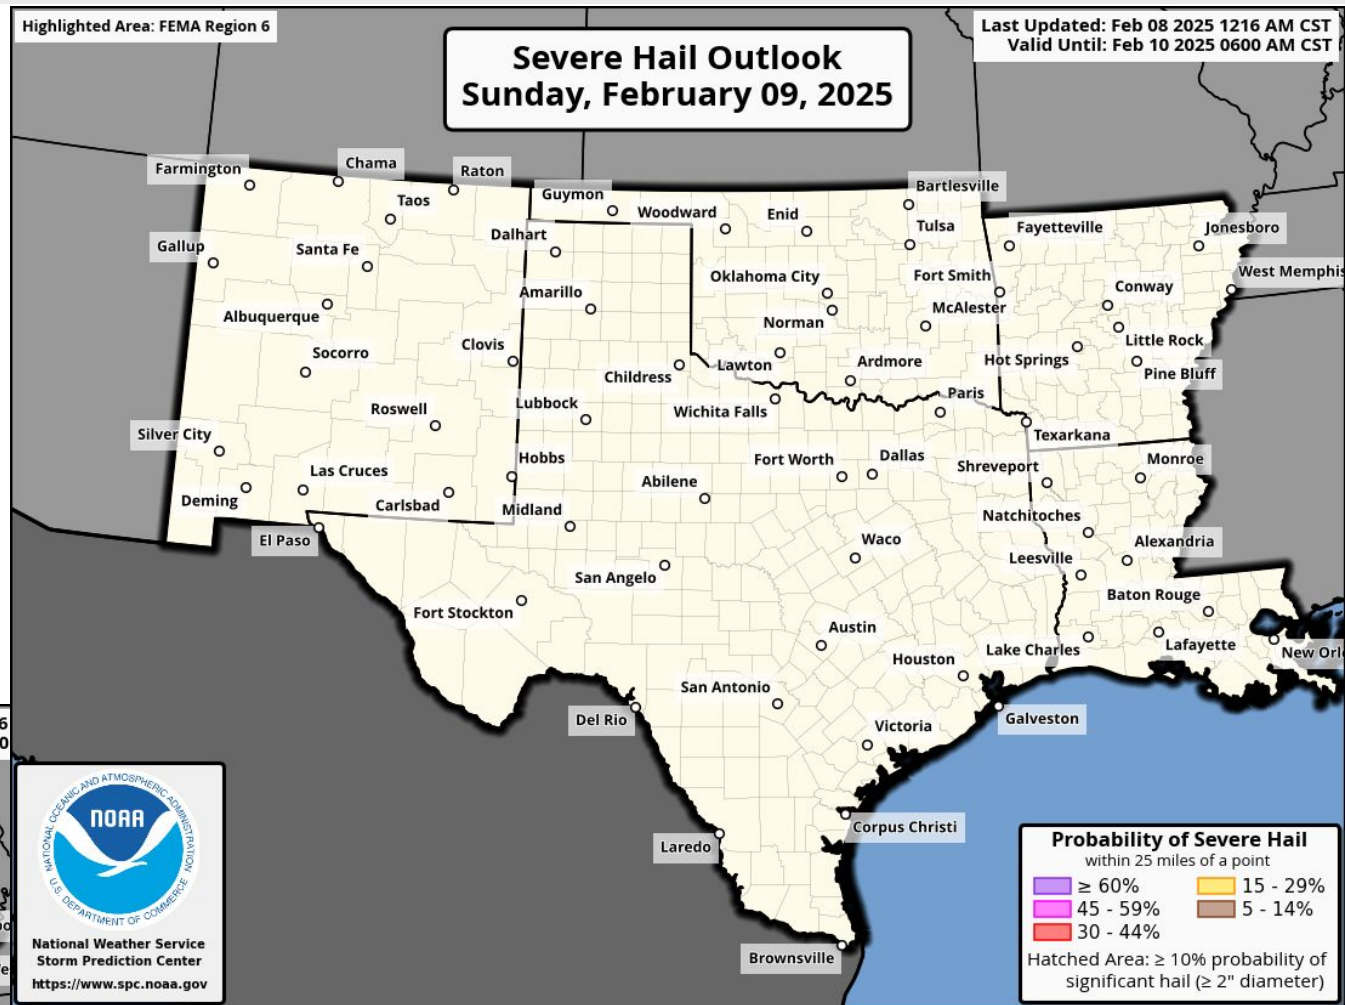 Highlighted Area: FEMA Region 6
Severe Hail Outlook
Sunday, February 09, 2025
Last Updated: Feb 08 2025 1216 AM CST
Valid Until: Feb 10 2025 0600 AM CST
Farmington
Chama
Raton
Taos
Guymon
Woodward
Enid
Bartlesville
Tulsa
Fayetteville
Jonesboro
Gallup
Santa Fe
Dalhart
Oklahoma City
Fort Smith
West Memphis
Albuquerque
Amarillo
Norman
McAlester
Conway
Little Rock
Socorro
Clovis
Childress
Lawton
Ardmore
Hot Springs
Pine Bluff
Roswell
Lubbock
Wichita Falls
Paris
Texarkana
Silver City
Las Cruces
Hobbs
Abilene
Fort Worth
Dallas
Shreveport
Monroe
Deming
Carlsbad
Midland
Natchitoches
El Paso
San Angelo
Waco
Leesville
Alexandria
Fort Stockton
Baton Rouge
Austin
Houston
Lake Charles
Lafayette
New Orl
San Antonio
Del Rio
Victoria
Galveston
Laredo
Corpus Christi
Brownsville
NATIONAL OCEANIC AND ATMOSPHERIC ADMINISTRATION
NOAA
U.S. DEPARTMENT OF COMMERCE
National Weather Service
Storm Prediction Center
https://www.spc.noaa.gov
Probability of Severe Hail
within 25 miles of a point
≥ 60%
15 - 29%
45 - 59%
5 - 14%
30 - 44%
Hatched Area: ≥ 10% probability of
significant hail (≥ 2" diameter)